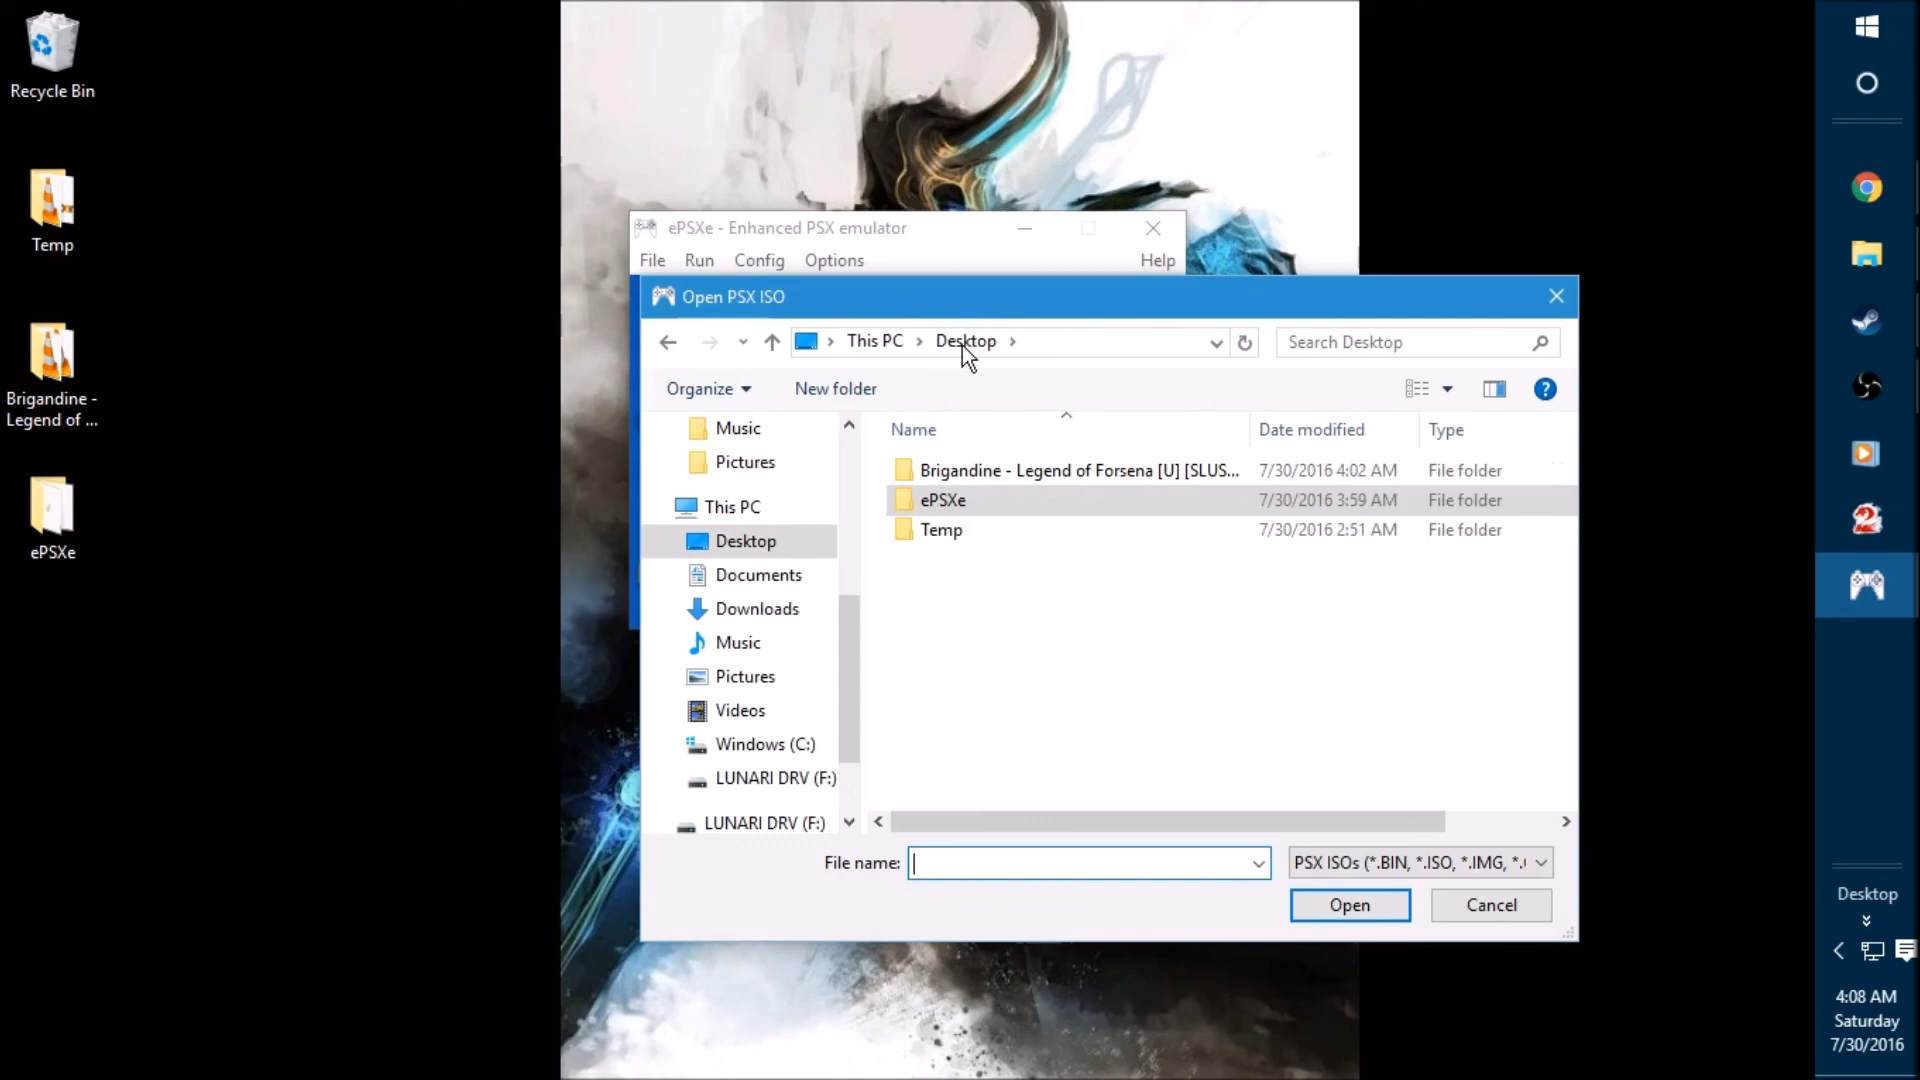 Recycle Bin
Temp
Brigandine -
Legend of ...
ePSXe
ePSXe - Enhanced PSX emulator
File Run Config Options Help
Open PSX ISO
This PC Desktop
Search Desktop
Organize New folder
Name Date modified Type
Brigandine - Legend of Forsena [U] [SLUS... 7/30/2016 4:02 AM File folder
ePSXe 7/30/2016 3:59 AM File folder
Temp 7/30/2016 2:51 AM File folder
Music
Pictures
This PC
Desktop
Documents
Downloads
Music
Pictures
Videos
Windows (C:)
LUNARI DRV (F:)
LUNARI DRV (F:)
File name:
PSX ISOs (*.BIN, *.ISO, *.IMG, *.
Open Cancel
Desktop
4:08 AM
Saturday
7/30/2016